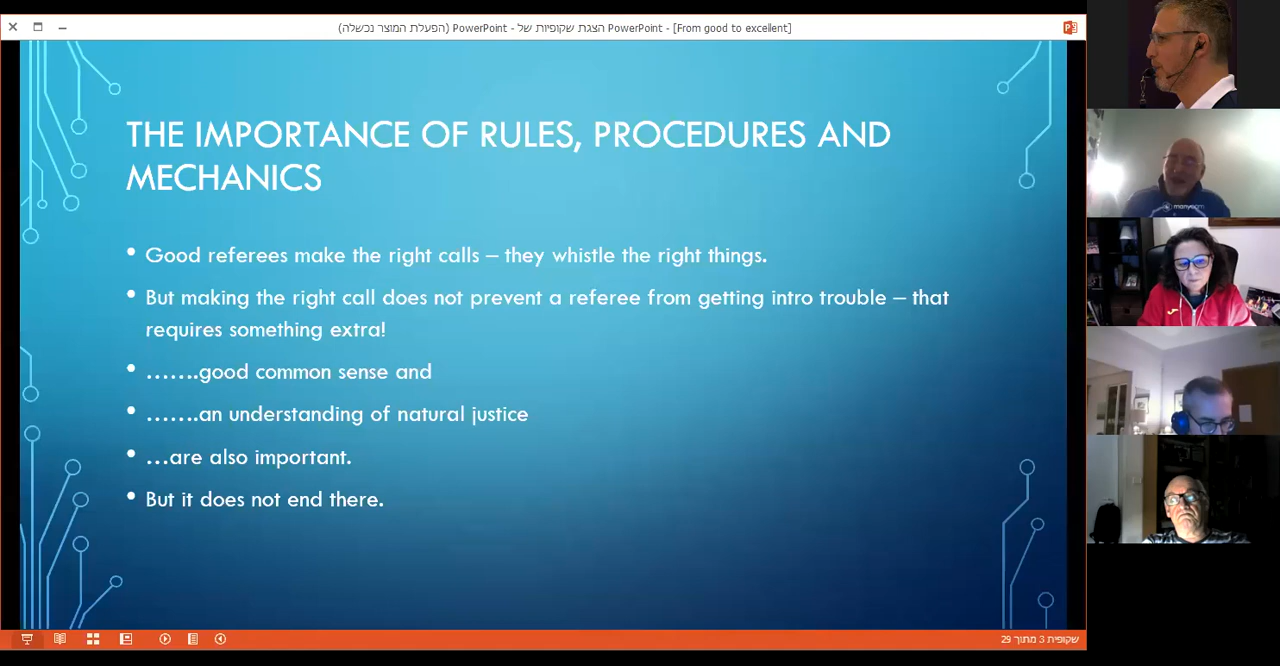 [From good to excellent] - PowerPoint הצגת שקופיות של - PowerPoint (הפעלת המוצר נכשלה)
THE IMPORTANCE OF RULES, PROCEDURES AND
MECHANICS
• Good referees make the right calls – they whistle the right things.
• But making the right call does not prevent a referee from getting intro trouble – that
requires something extra!
• …….good common sense and
• …….an understanding of natural justice
• …are also important.
• But it does not end there.
שקופית 3 מתוך 29